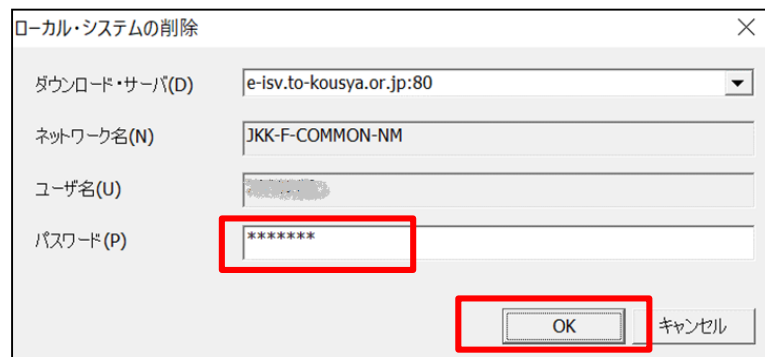 ローカル・システムの削除
ダウンロード・サーバ(D) e-isv.to-kousya.or.jp:80
ネットワーク名(N) JKK-F-COMMON-NM
ユーザ名(U)
パスワード(P) *******
OK キャンセル